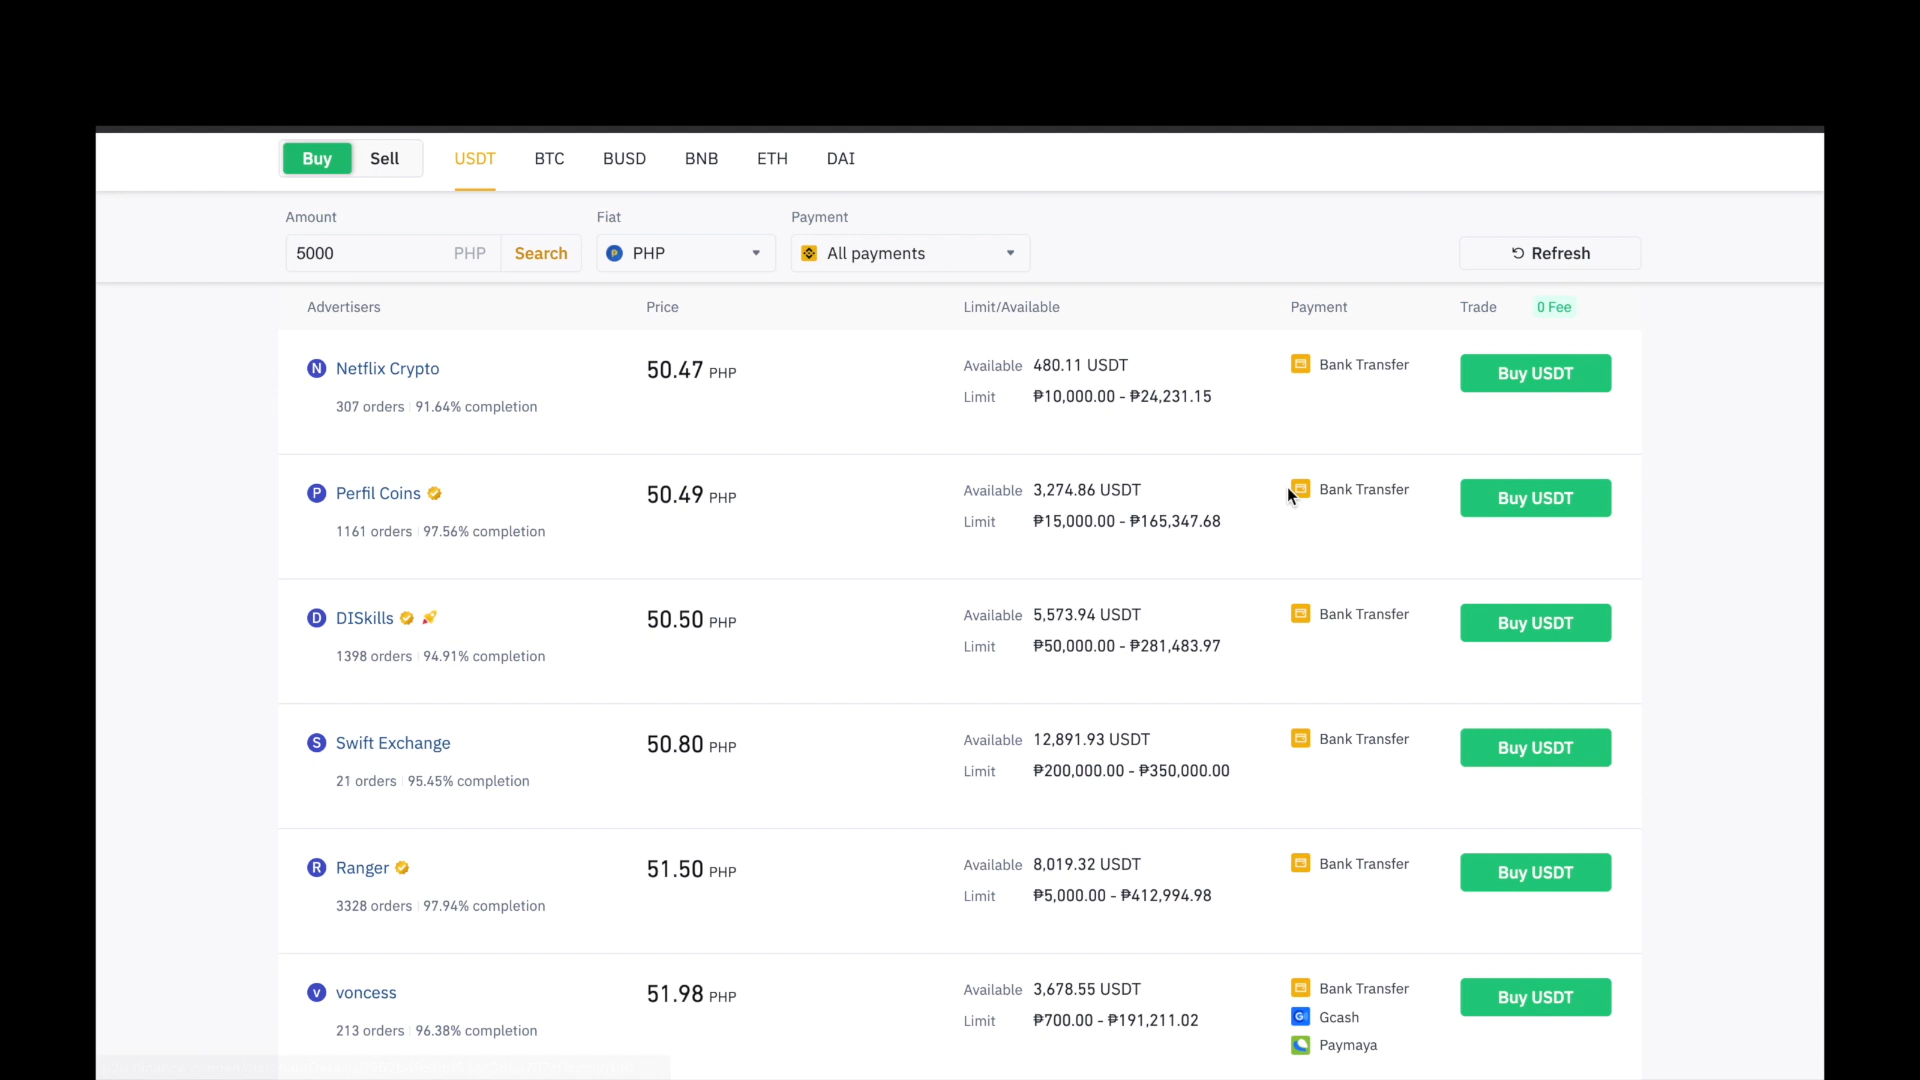 Buy Sell USDT BTC BUSD BNB ETH DAI
Amount Fiat Payment
5000 PHP Search PHP All payments Refresh
Advertisers Price Limit/Available Payment Trade 0 Fee
N Netflix Crypto 50.47 PHP Available 480.11 USDT Bank Transfer Buy USDT
307 orders 91.64% completion Limit ₱10,000.00 - ₱24,231.15
P Perfil Coins 50.49 PHP Available 3,274.86 USDT Bank Transfer Buy USDT
1161 orders 97.56% completion Limit ₱15,000.00 - ₱165,347.68
D DISkills 50.50 PHP Available 5,573.94 USDT Bank Transfer Buy USDT
1398 orders 94.91% completion Limit ₱50,000.00 - ₱281,483.97
S Swift Exchange 50.80 PHP Available 12,891.93 USDT Bank Transfer Buy USDT
21 orders 95.45% completion Limit ₱200,000.00 - ₱350,000.00
R Ranger 51.50 PHP Available 8,019.32 USDT Bank Transfer Buy USDT
3328 orders 97.94% completion Limit ₱5,000.00 - ₱412,994.98
v voncess 51.98 PHP Available 3,678.55 USDT Bank Transfer Buy USDT
213 orders 96.38% completion Limit ₱700.00 - ₱191,211.02 Gcash
Paymaya